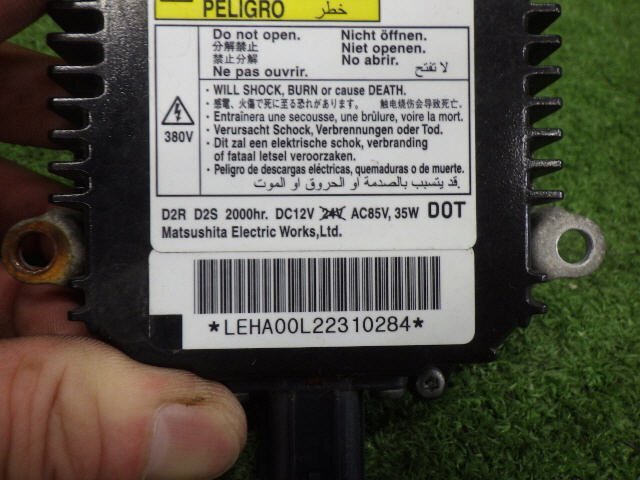 PELIGRO خطر
Do not open. Nicht öffnen.
分解禁止 Niet openen.
禁止分解 No abrir.
Ne pas ouvrir. لا تفتح
• WILL SHOCK, BURN or cause DEATH.
• 感電、火傷で死に至る恐れがあります。 触电烧伤会导致死亡.
• Entraînera une secousse, une brûlure, voire la mort.
• Verursacht Schock, Verbrennungen oder Tod.
• Dit zal een elektrische schok, verbranding
of fataal letsel veroorzaken.
• Peligro de descargas eléctricas, quemaduras o de muerte.
قد يتسبب بالصدمة أو الحروق او الموت.
380V
D2R D2S 2000hr. DC12V 24V AC85V, 35W DOT
Matsushita Electric Works,Ltd.
*LEHA00L22310284*